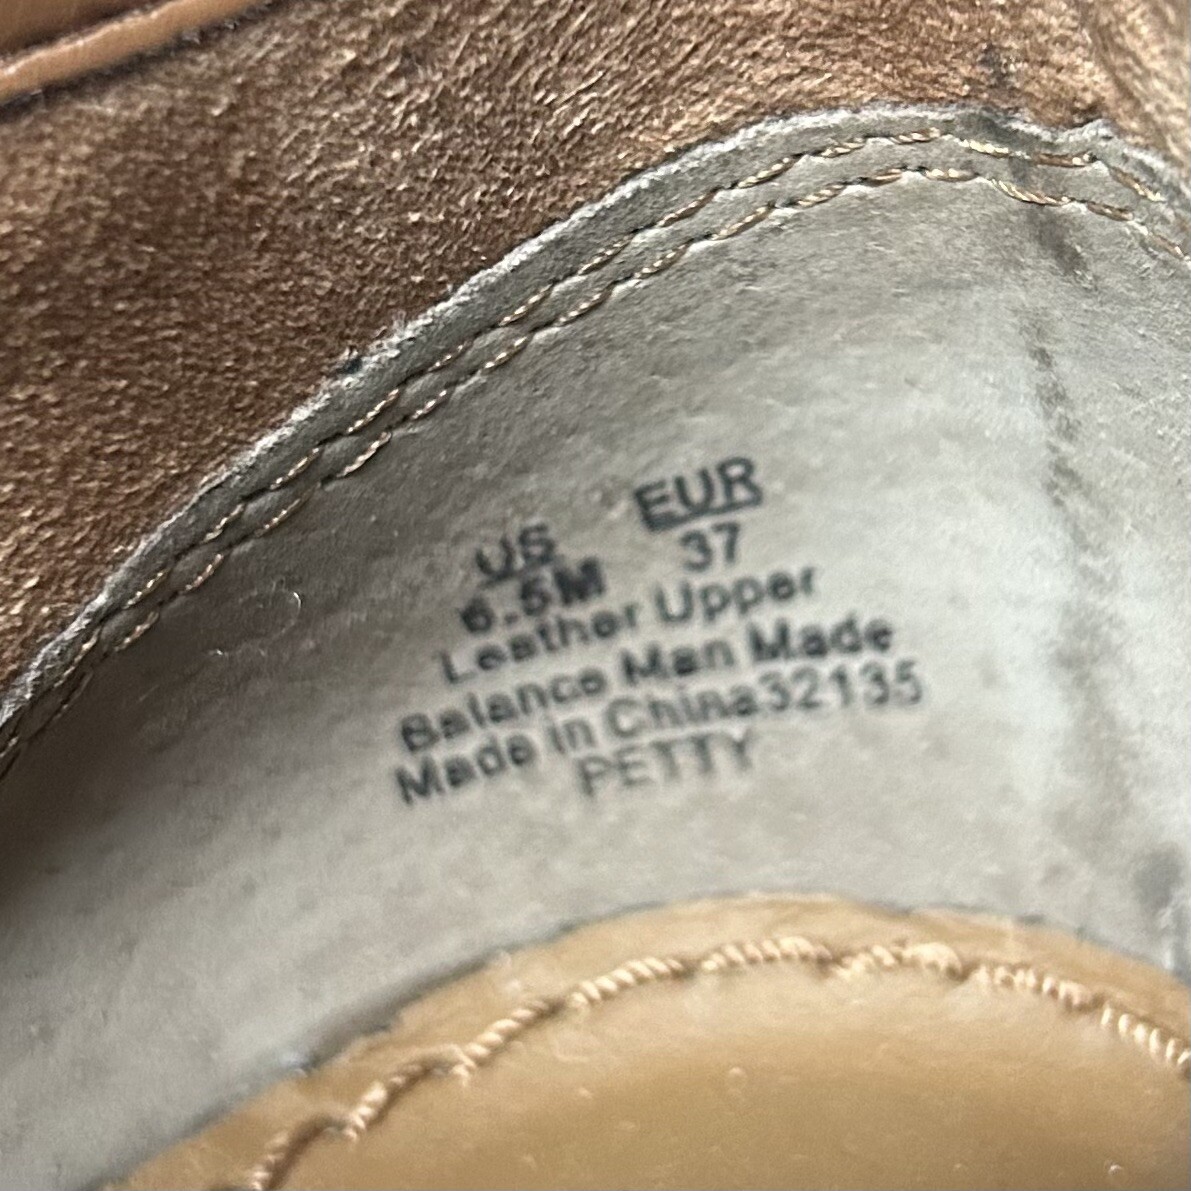 US EUR
6.5M 37
Leather Upper
Balance Man Made
Made in China32135
PETTY